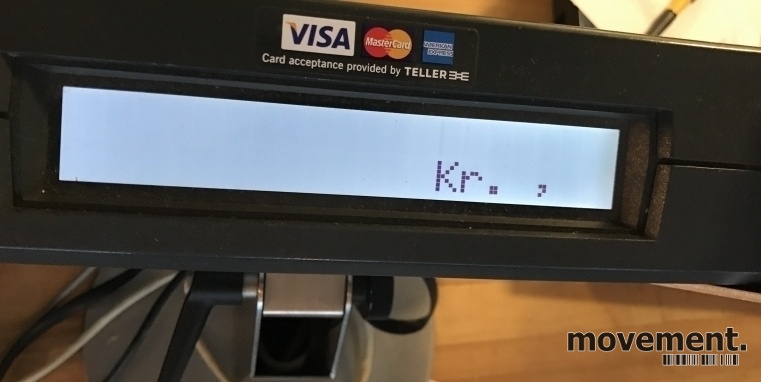 VISA MasterCard AMERICAN EXPRESS
Card acceptance provided by TELLER
Kr. ,
movement.